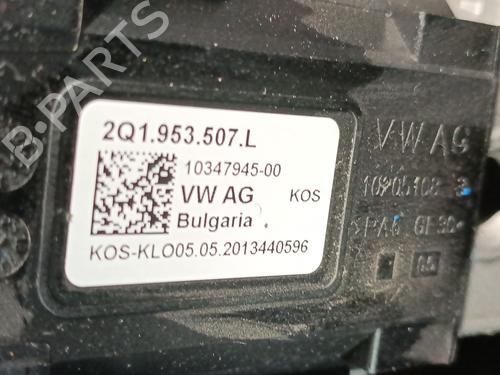 B-PARTS
2Q1.953.507.L
10347945-00
VW AG KOS
Bulgaria
KOS-KLO05.05.2013440596
VW AG